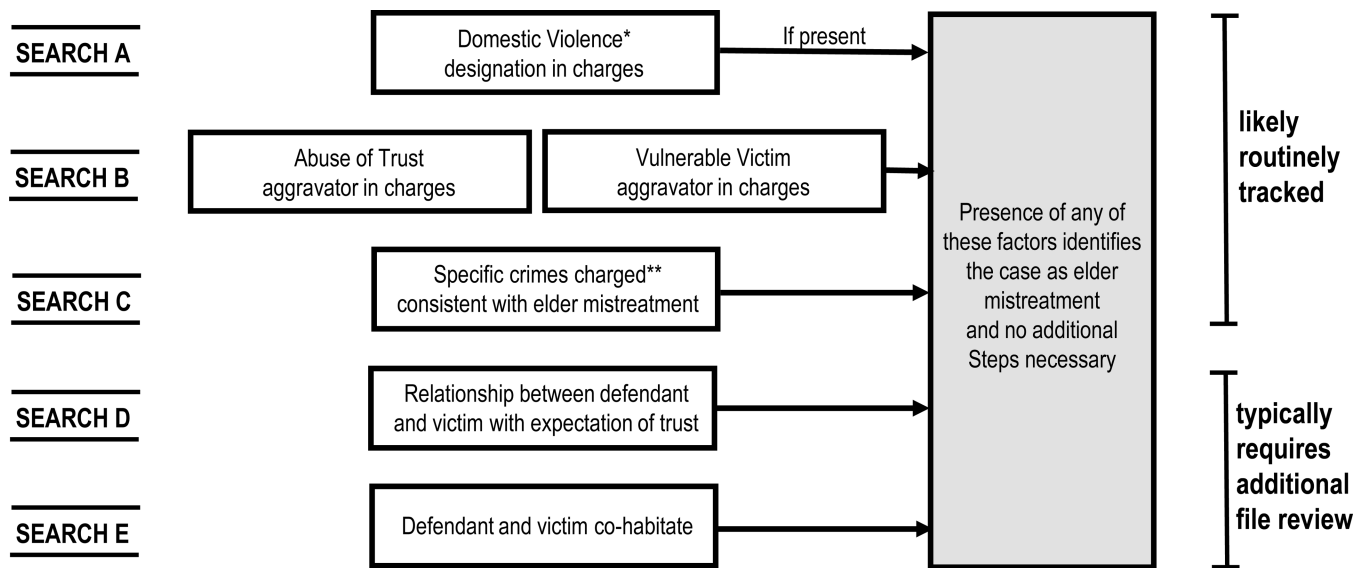 SEARCH A
Domestic Violence*
designation in charges
If present
SEARCH B
Abuse of Trust
aggravator in charges
Vulnerable Victim
aggravator in charges
SEARCH C
Specific crimes charged**
consistent with elder mistreatment
SEARCH D
Relationship between defendant
and victim with expectation of trust
SEARCH E
Defendant and victim co-habitate
Presence of any of
these factors identifies
the case as elder
mistreatment
and no additional
Steps necessary
likely
routinely
tracked
typically
requires
additional
file review